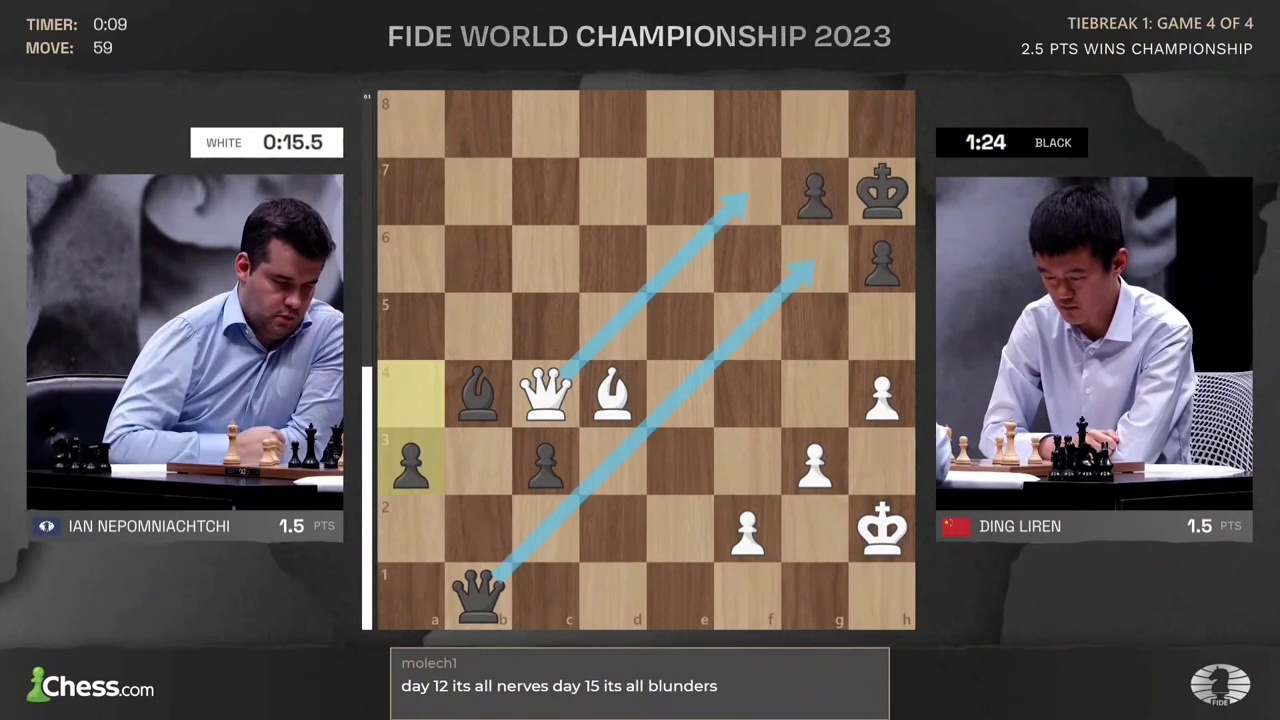 TIMER: 0:09
MOVE: 59
FIDE WORLD CHAMPIONSHIP 2023
TIEBREAK 1: GAME 4 OF 4
2.5 PTS WINS CHAMPIONSHIP
WHITE 0:15.5
0.1
1:24 BLACK
8
7
6
5
4
3
2
1
a b c d e f g h
IAN NEPOMNIACHTCHI 1.5 PTS
DING LIREN 1.5 PTS
molech1
day 12 its all nerves day 15 its all blunders
Chess.com
FIDE